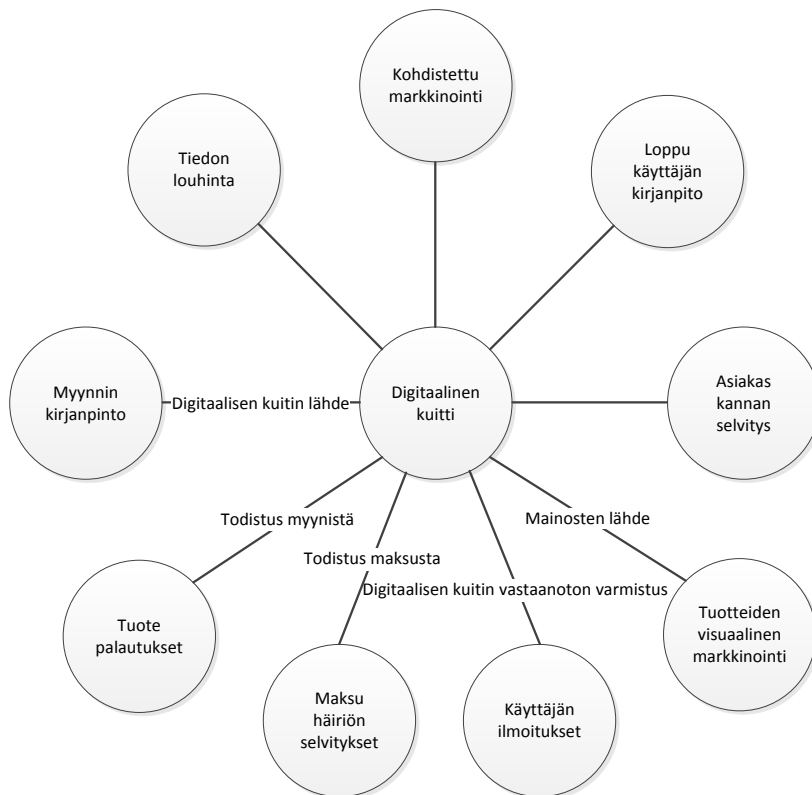 Kohdistettu
markkinointi
Tiedon
louhinta
Loppu
käyttäjän
kirjanpito
Myynnin
kirjanpinto
Digitaalisen kuitin lähde
Digitaalinen
kuitti
Asiakas
kannan
selvitys
Todistus myynistä
Mainosten lähde
Todistus maksusta
Digitaalisen kuitin vastaanoton varmistus
Tuote
palautukset
Tuotteiden
visuaalinen
markkinointi
Maksu
häiriön
selvitykset
Käyttäjän
ilmoitukset